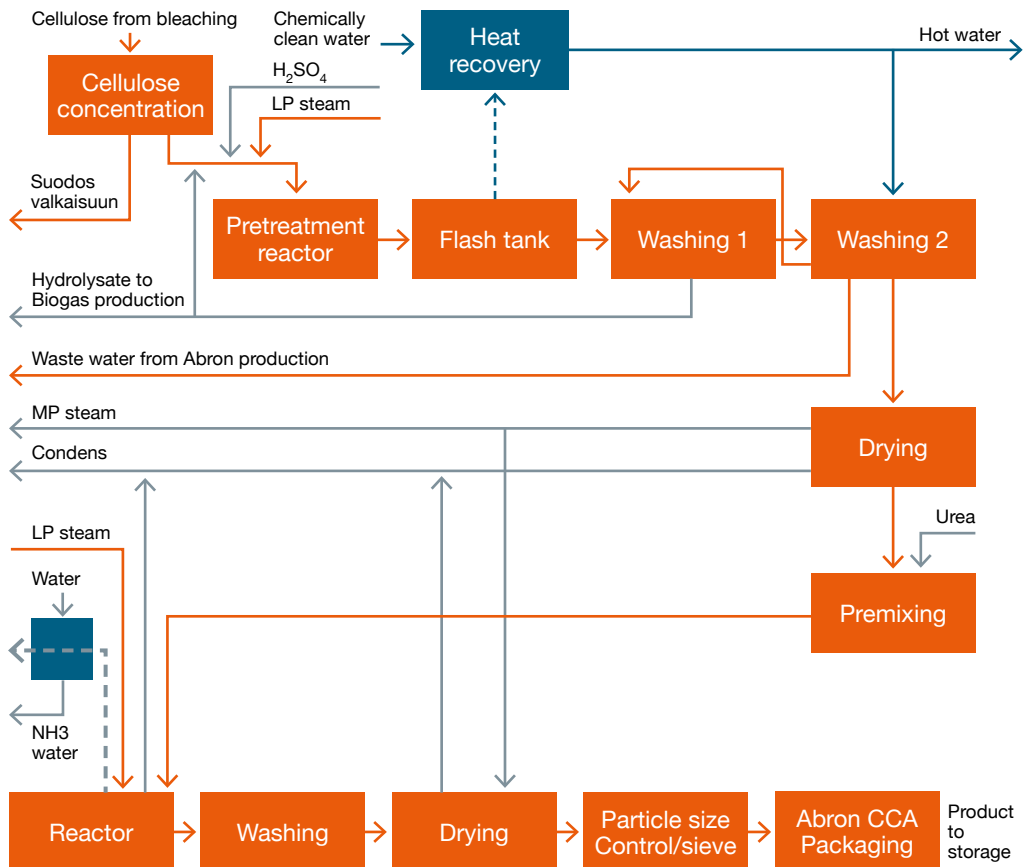 Cellulose from bleaching
Chemically
clean water
Heat
recovery
Hot water
Cellulose
concentration
H₂SO₄
LP steam
Suodos
valkaisuun
Pretreatment
reactor
Flash tank
Washing 1
Washing 2
Hydrolysate to
Biogas production
Waste water from Abron production
MP steam
Condens
Drying
LP steam
Urea
Water
Premixing
NH3
water
Reactor
Washing
Drying
Particle size
Control/sieve
Abron CCA
Packaging
Product
to
storage